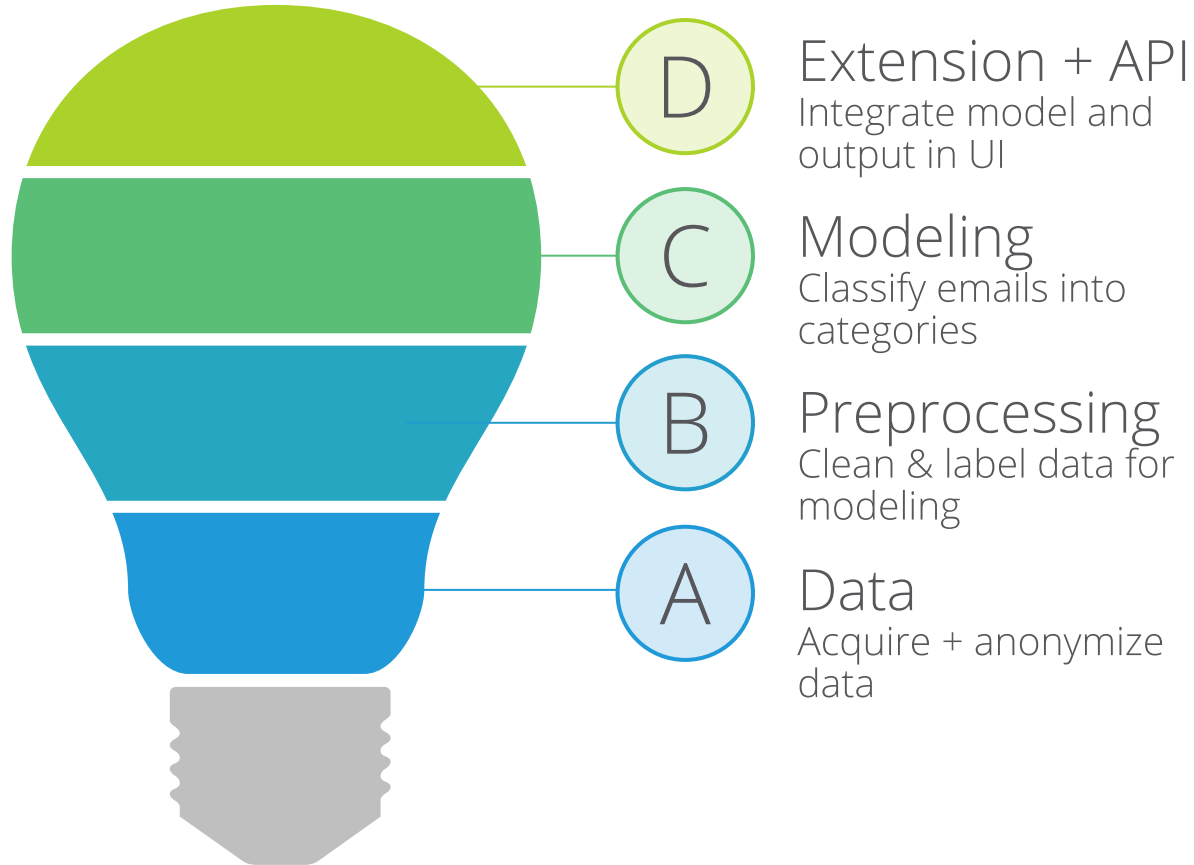 D
Extension + API
Integrate model and
output in UI
C
Modeling
Classify emails into
categories
B
Preprocessing
Clean & label data for
modeling
A
Data
Acquire + anonymize
data